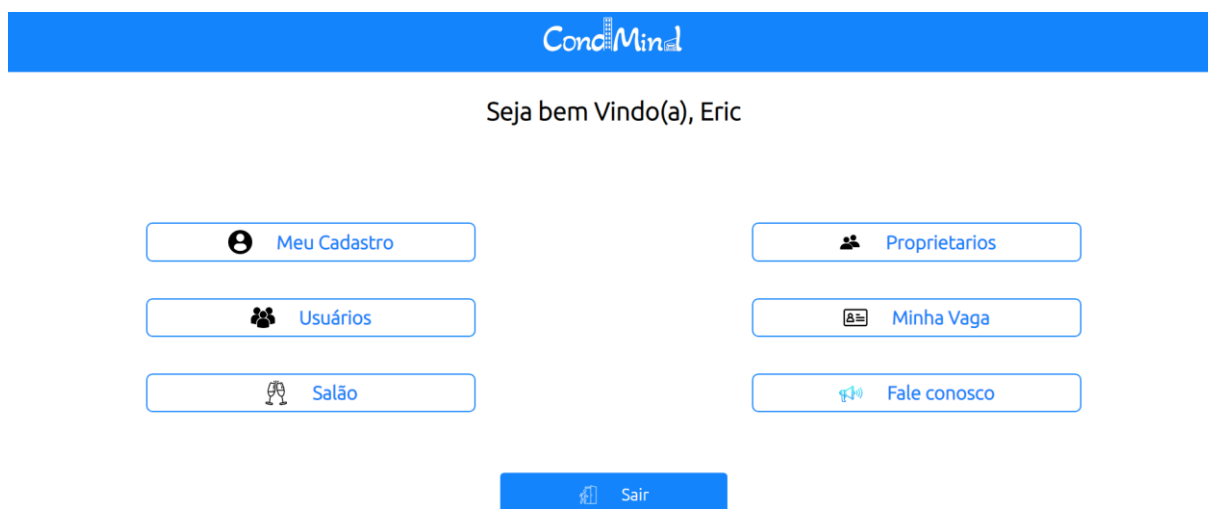 CondMind
Seja bem Vindo(a), Eric
Meu Cadastro
Proprietarios
Usuários
Minha Vaga
Salão
Fale conosco
Sair